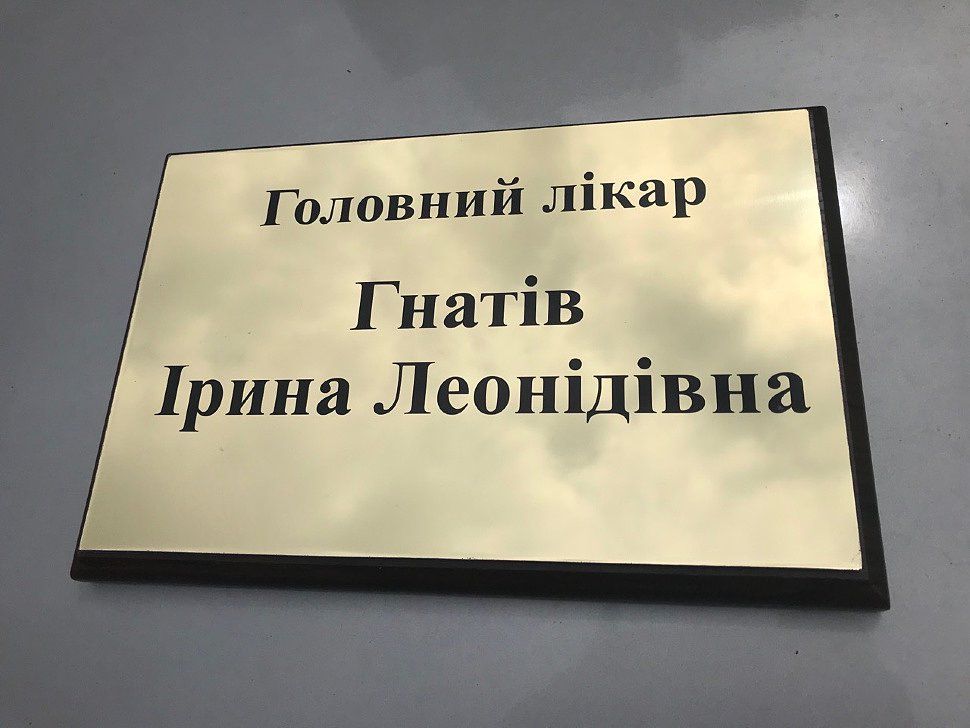 Головний лікар
Гнатів
Ірина Леонідівна